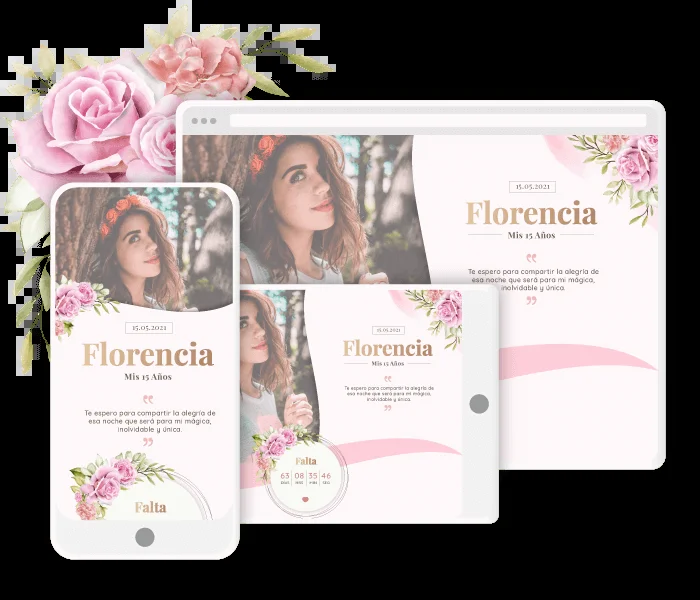 15.05.2021
Florencia
Mis 15 Años
Te espero para compartir la alegría de
esa noche que será para mi mágica,
inolvidable y única.
15.05.2021
Florencia
Mis 15 Años
Te espero para compartir la alegría de
esa noche que será para mi mágica,
inolvidable y única.
Falta
15.05.2021
Florencia
Mis 15 Años
Te espero para compartir la alegría de
esa noche que será para mi mágica,
inolvidable y única.
Falta
63 08 35 46